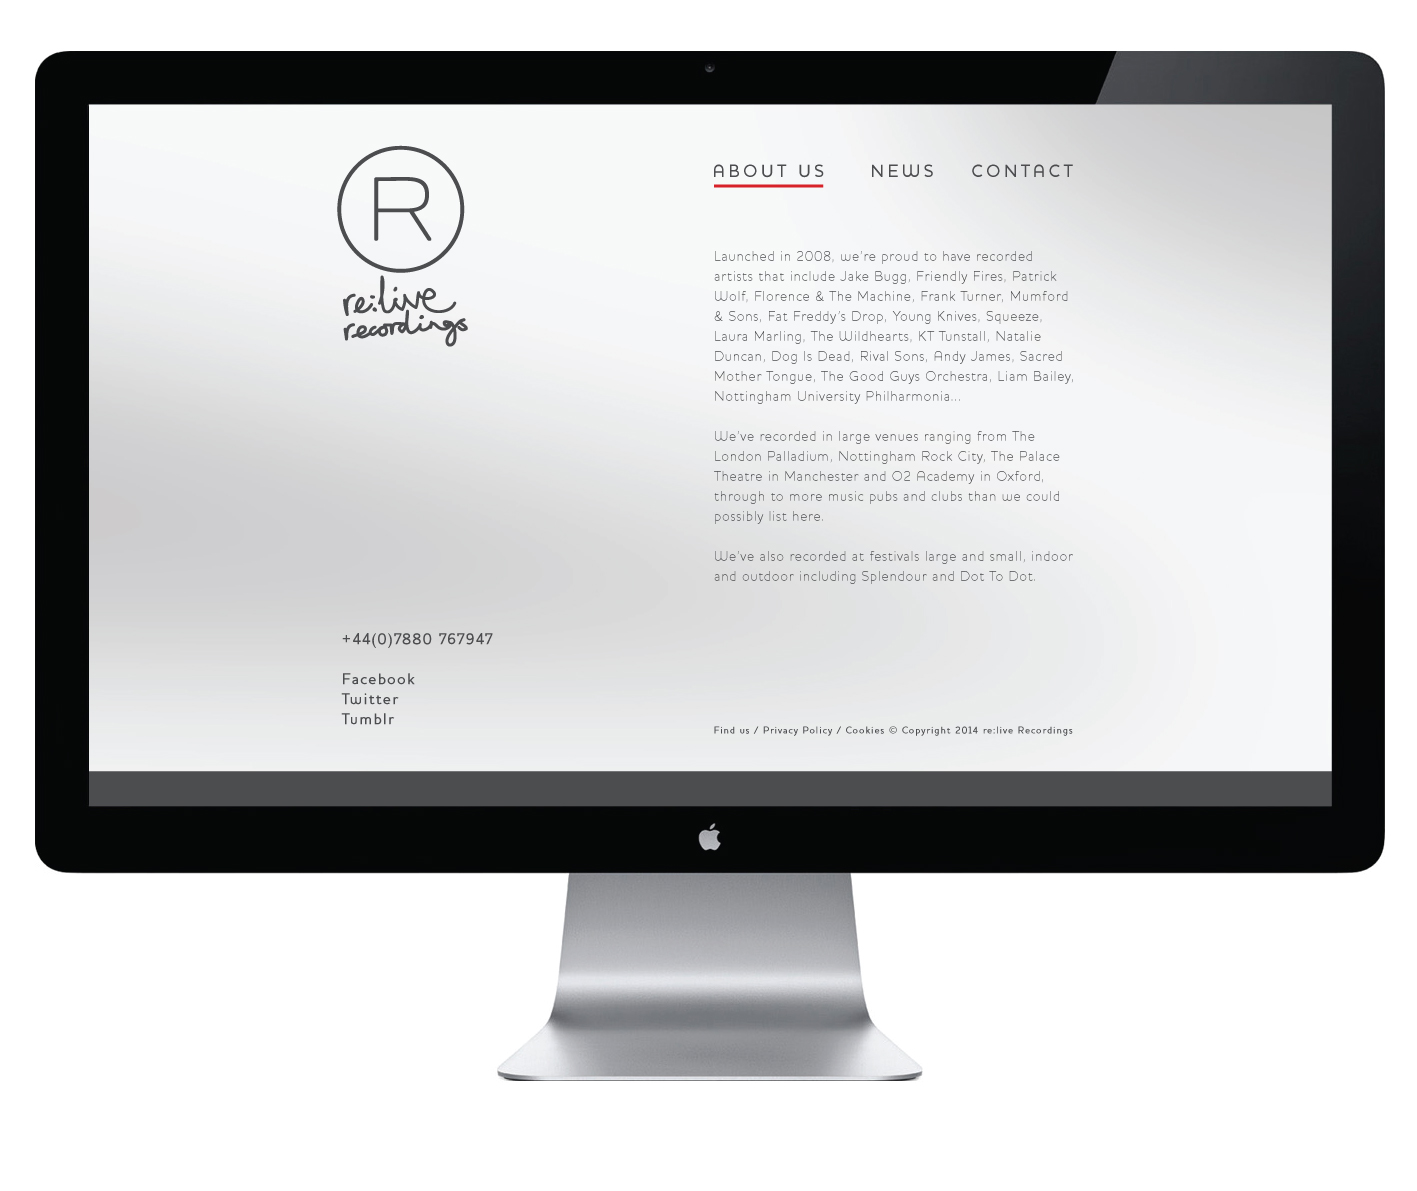 R
re:live
recordings
ABOUT US NEWS CONTACT
Launched in 2008, we're proud to have recorded
artists that include Jake Bugg, Friendly Fires, Patrick
Wolf, Florence & The Machine, Frank Turner, Mumford
& Sons, Fat Freddy's Drop, Young Knives, Squeeze,
Laura Marling, The Wildhearts, KT Tunstall, Natalie
Duncan, Dog Is Dead, Rival Sons, Andy James, Sacred
Mother Tongue, The Good Guys Orchestra, Liam Bailey,
Nottingham University Philharmonia...
We've recorded in large venues ranging from The
London Palladium, Nottingham Rock City, The Palace
Theatre in Manchester and O2 Academy in Oxford,
through to more music pubs and clubs than we could
possibly list here.
We've also recorded at festivals large and small, indoor
and outdoor including Splendour and Dot To Dot.
+44(0)7880 767947
Facebook
Twitter
Tumblr
Find us / Privacy Policy / Cookies © Copyright 2014 re:live Recordings